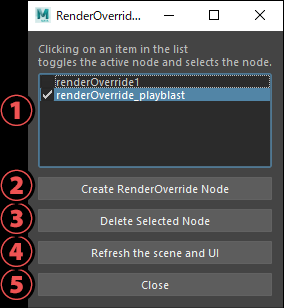 RenderOverride...
Clicking on an item in the list
toggles the active node and selects the node.
renderOverride1
① renderOverride_playblast
② Create RenderOverride Node
③ Delete Selected Node
④ Refresh the scene and UI
⑤ Close